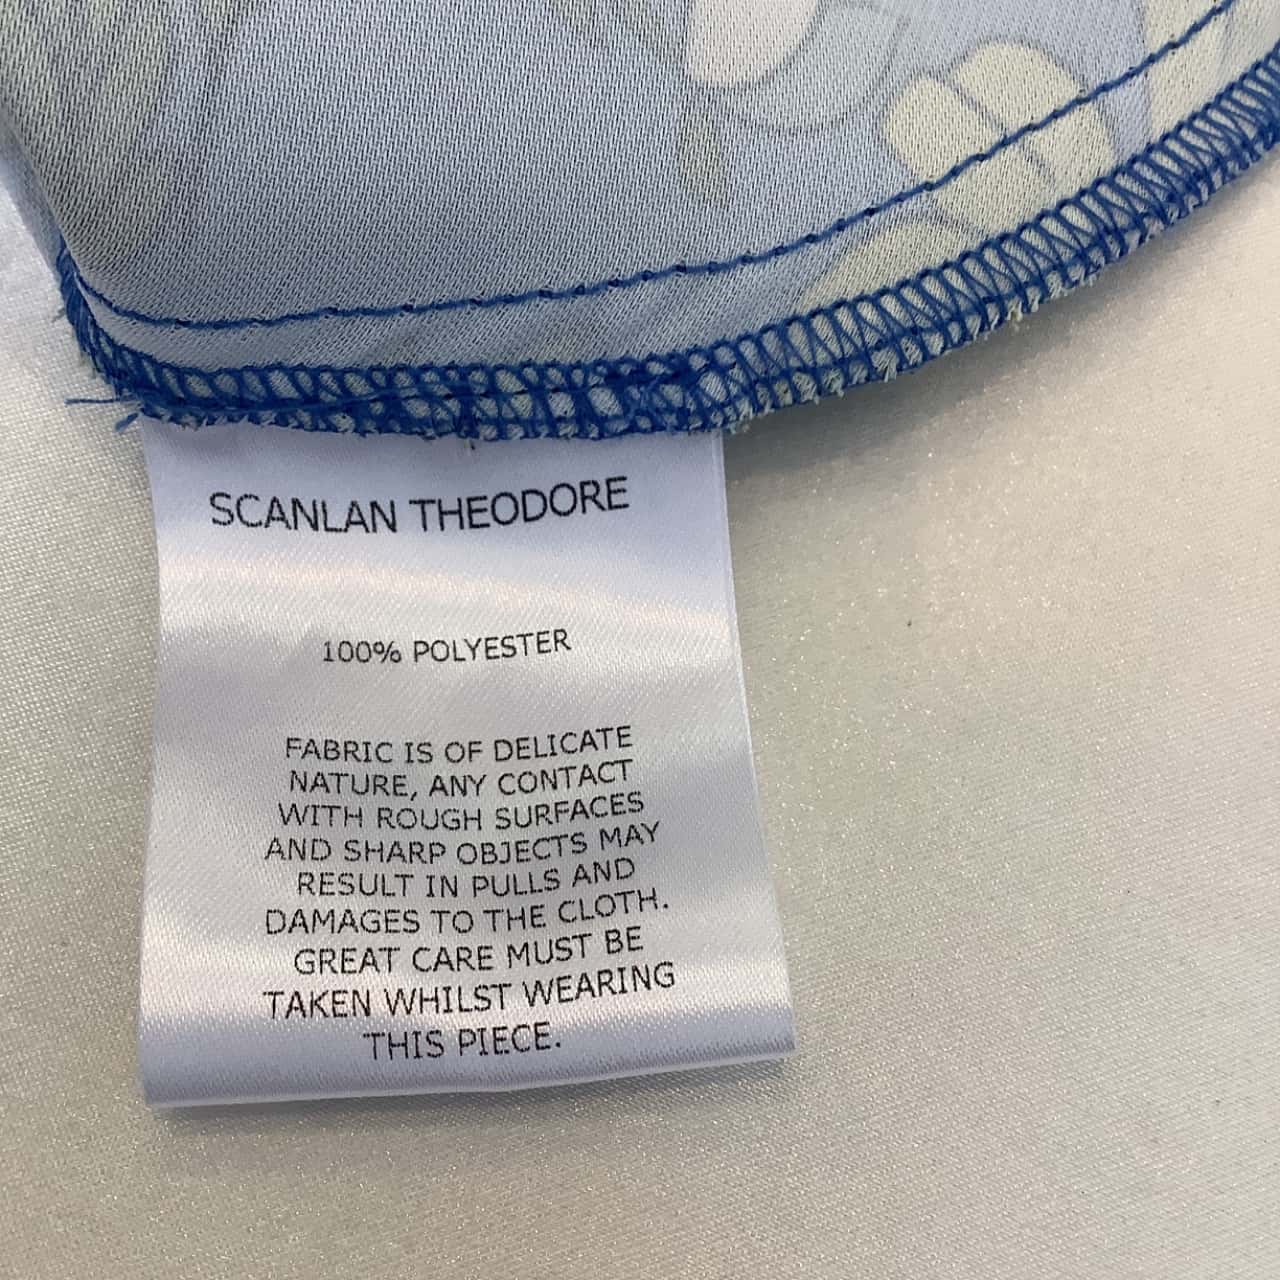 SCANLAN THEODORE
100% POLYESTER
FABRIC IS OF DELICATE
NATURE, ANY CONTACT
WITH ROUGH SURFACES
AND SHARP OBJECTS MAY
RESULT IN PULLS AND
DAMAGES TO THE CLOTH.
GREAT CARE MUST BE
TAKEN WHILST WEARING
THIS PIECE.